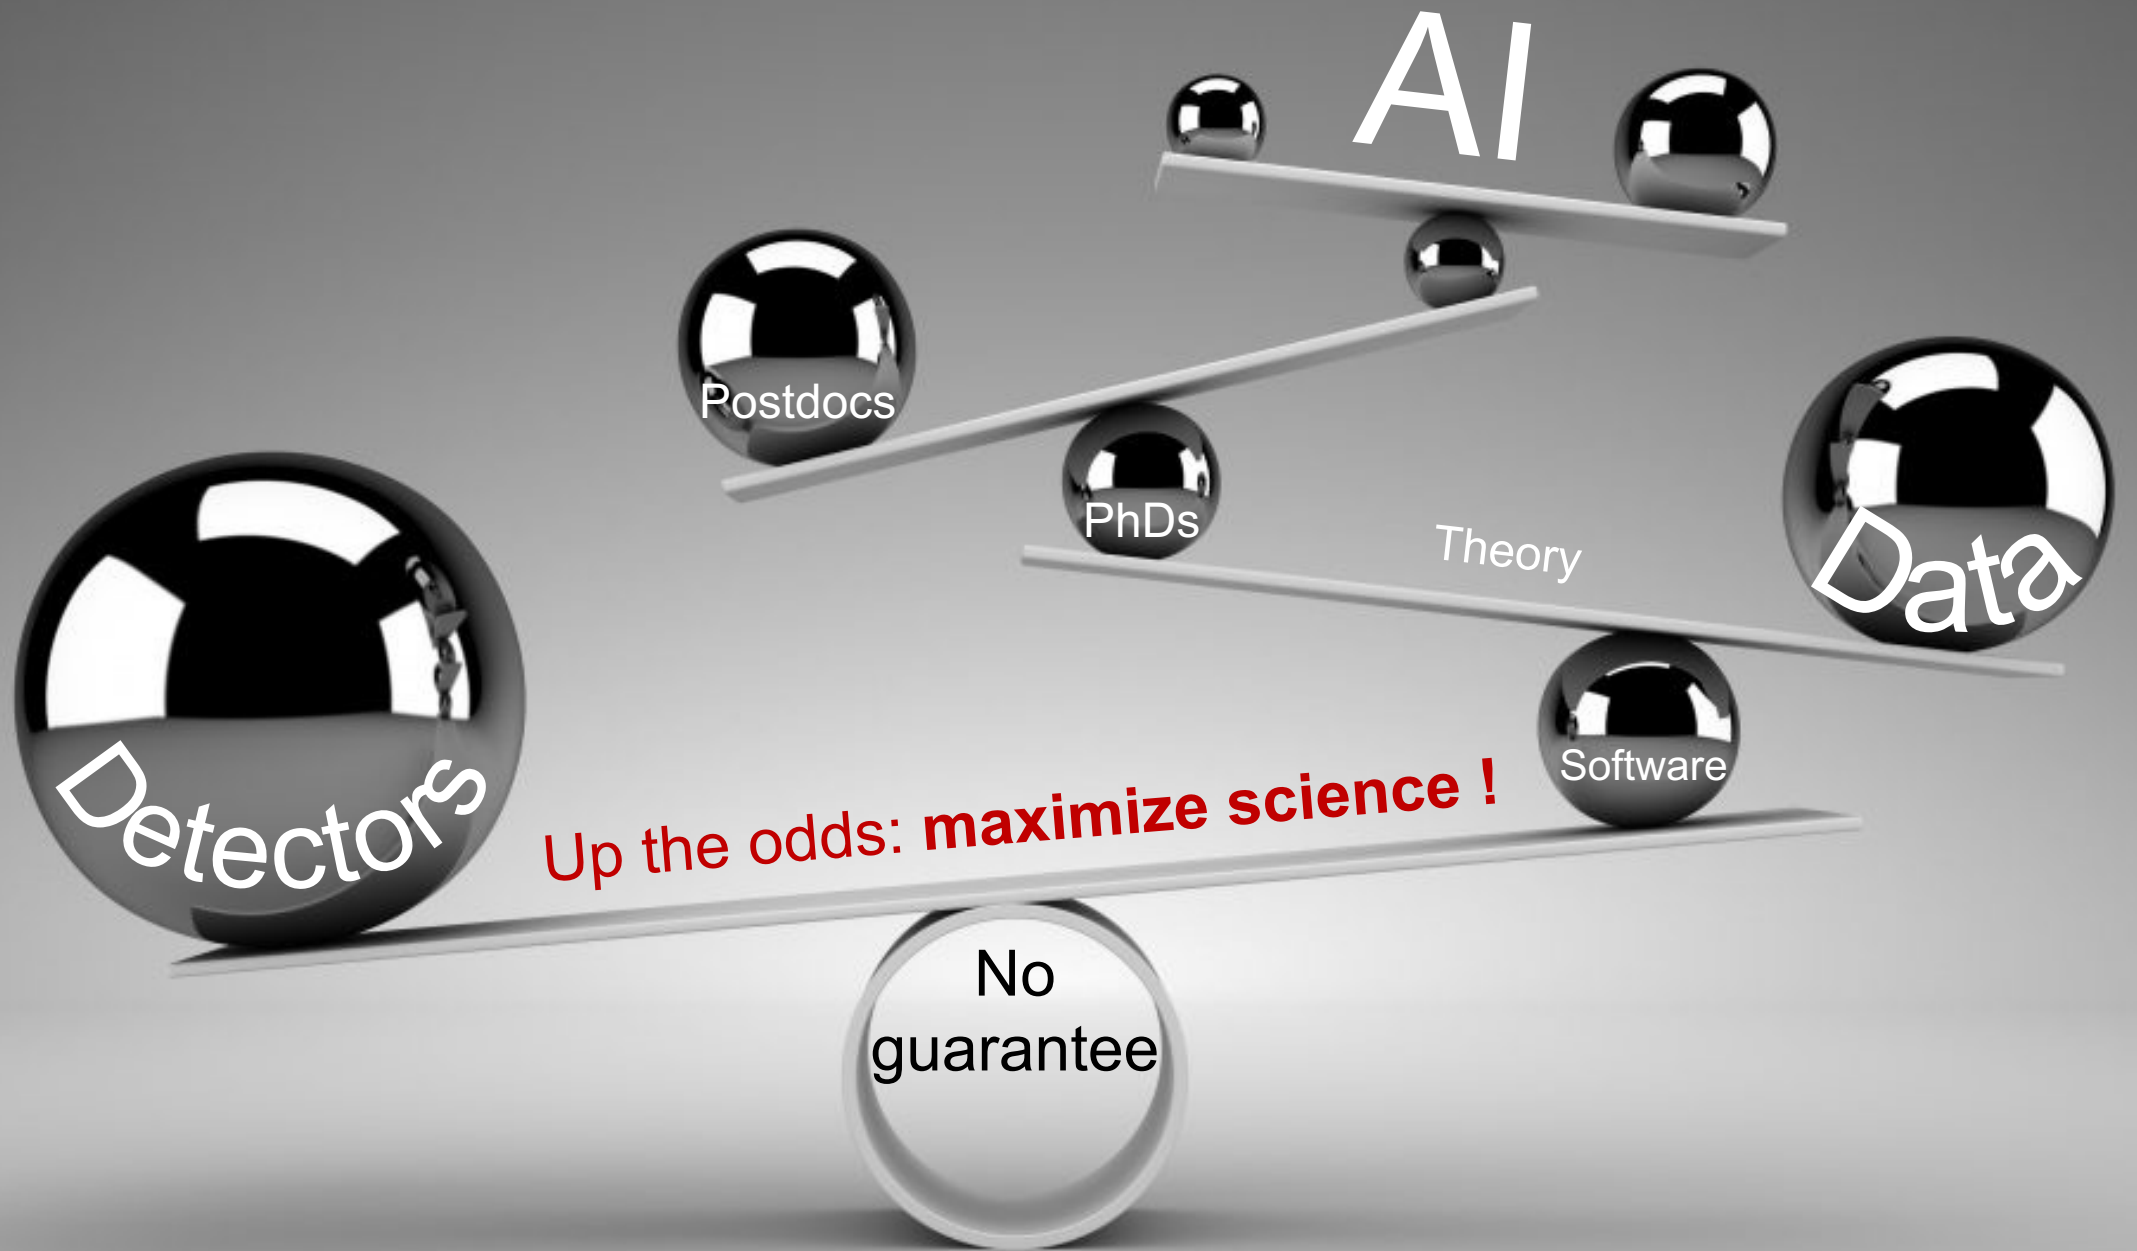 AI
Postdocs
PhDs
Theory
Data
Software
Detectors
Up the odds: maximize science !
No
guarantee